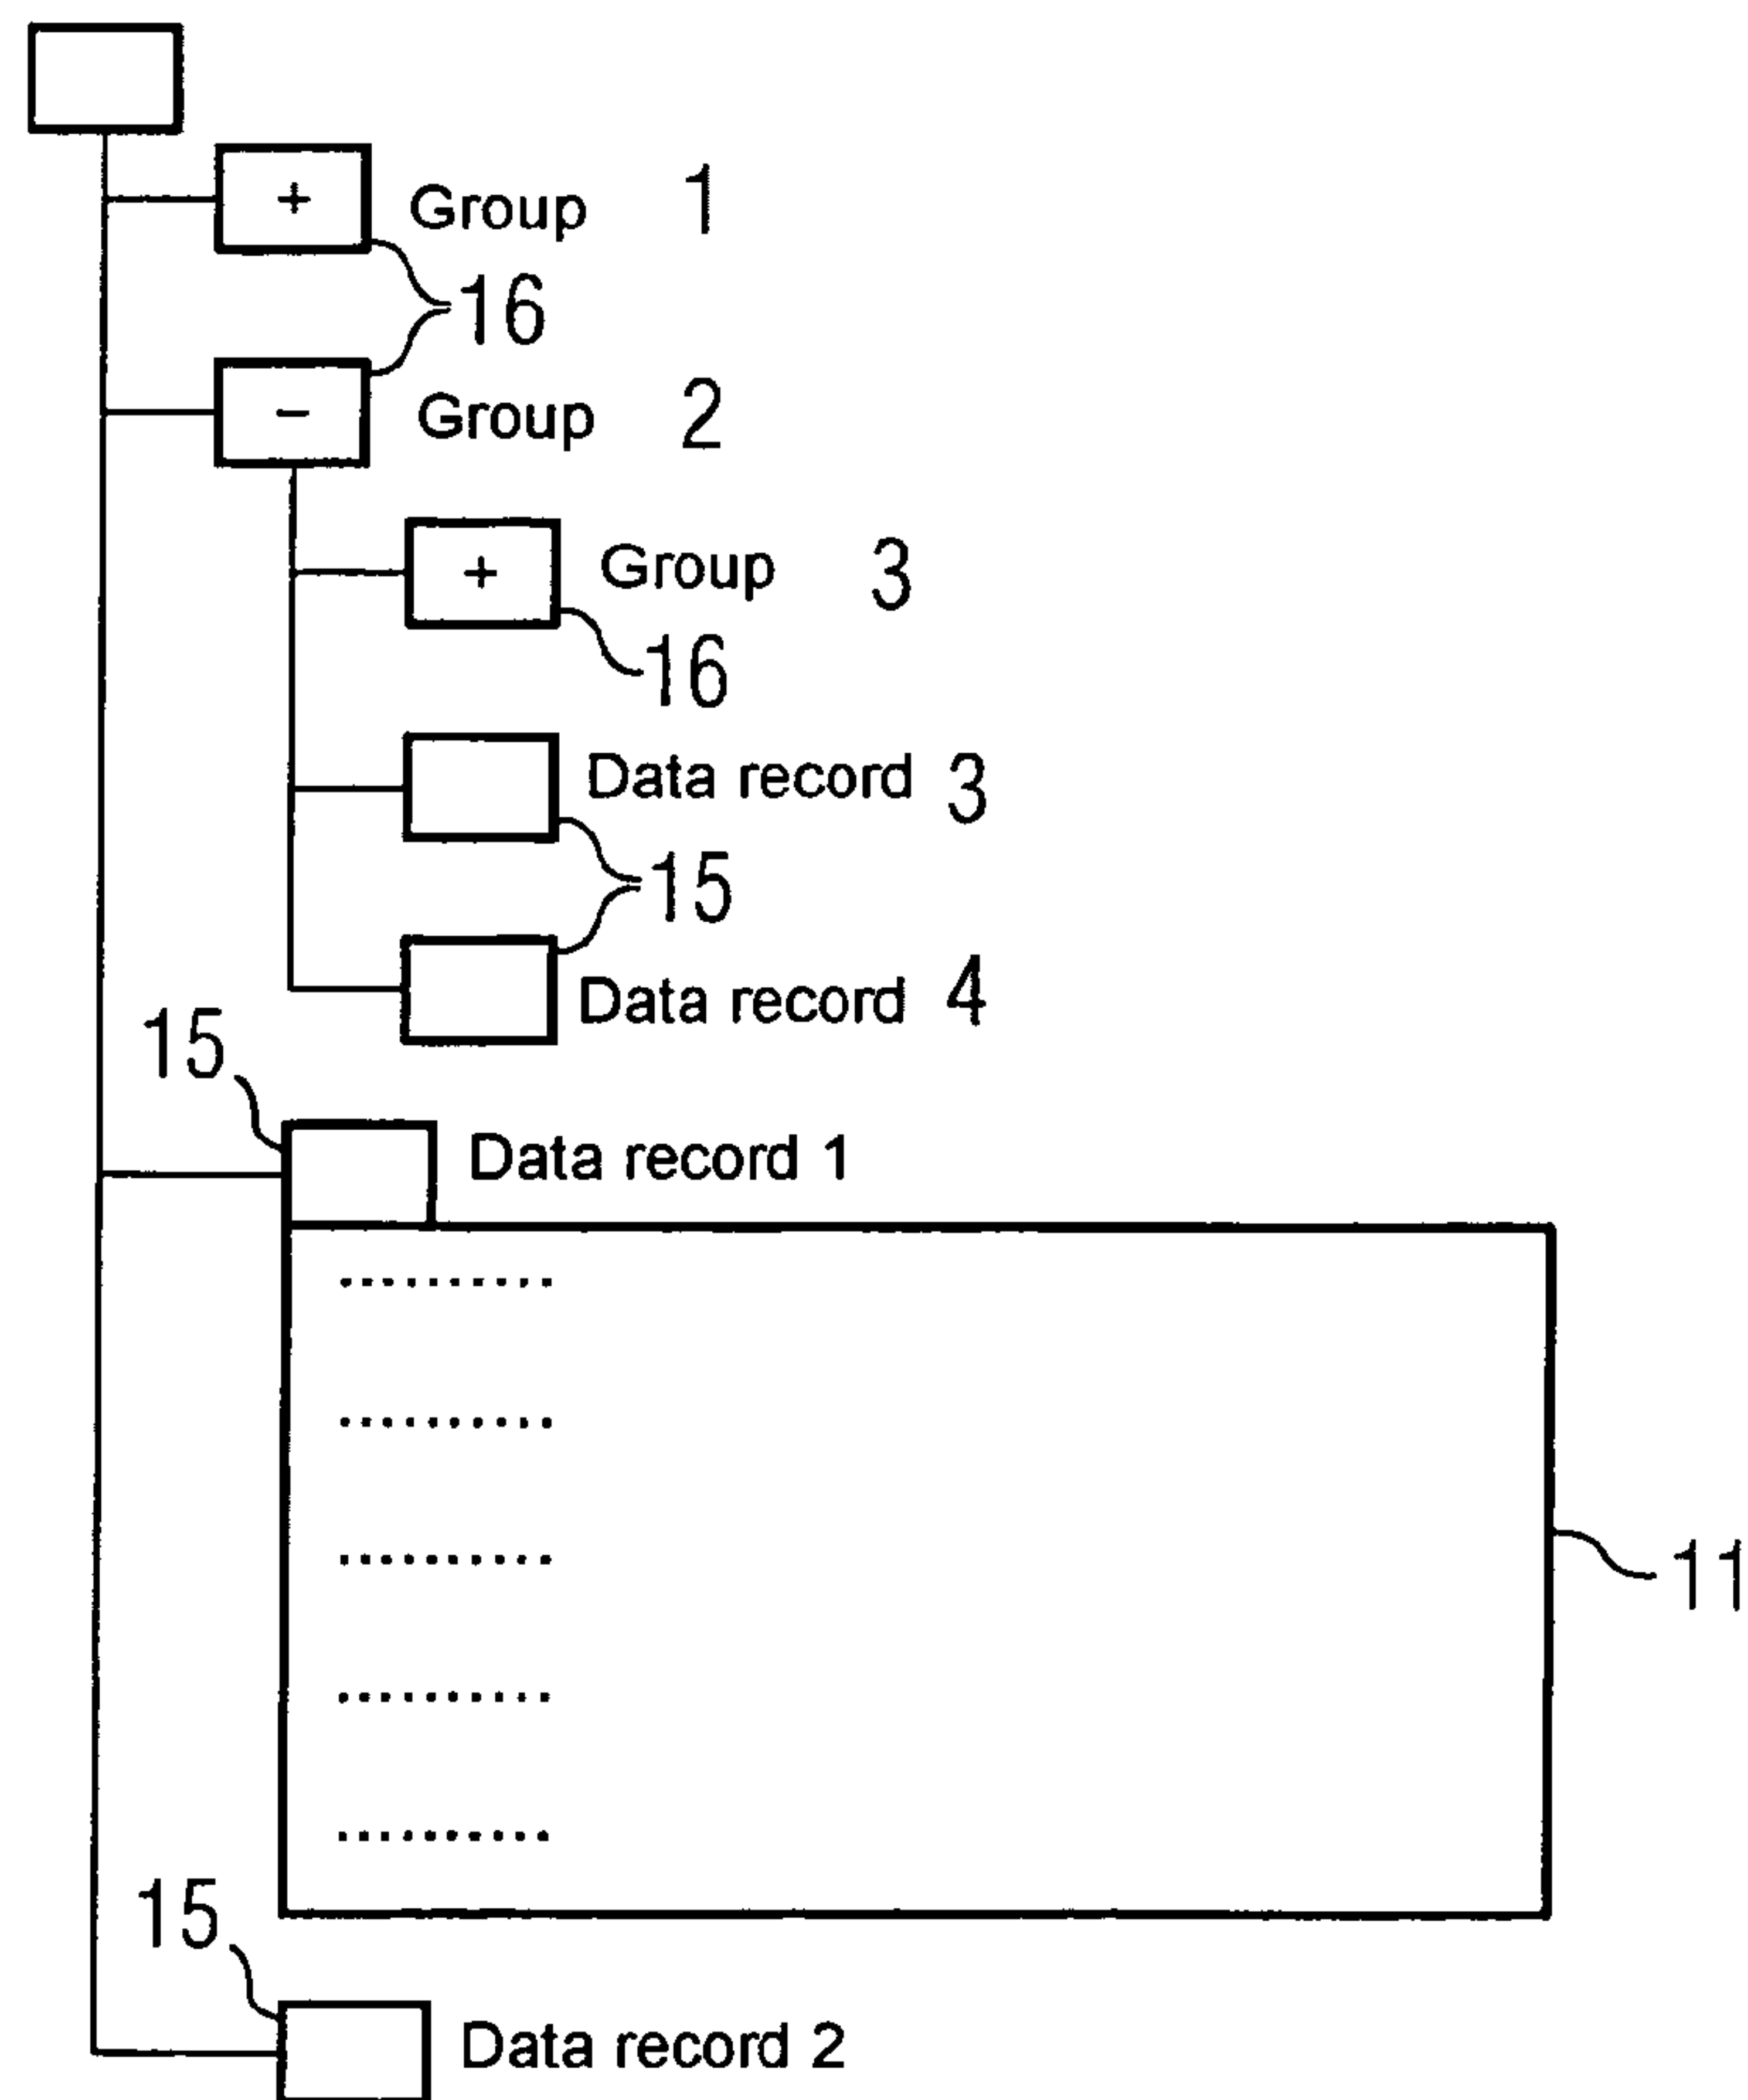 + Group 1
16
- Group 2
+ Group 3
16
Data record 3
15
Data record 4
15
Data record 1
..........
..........
..........
11
..........
..........
15
Data record 2